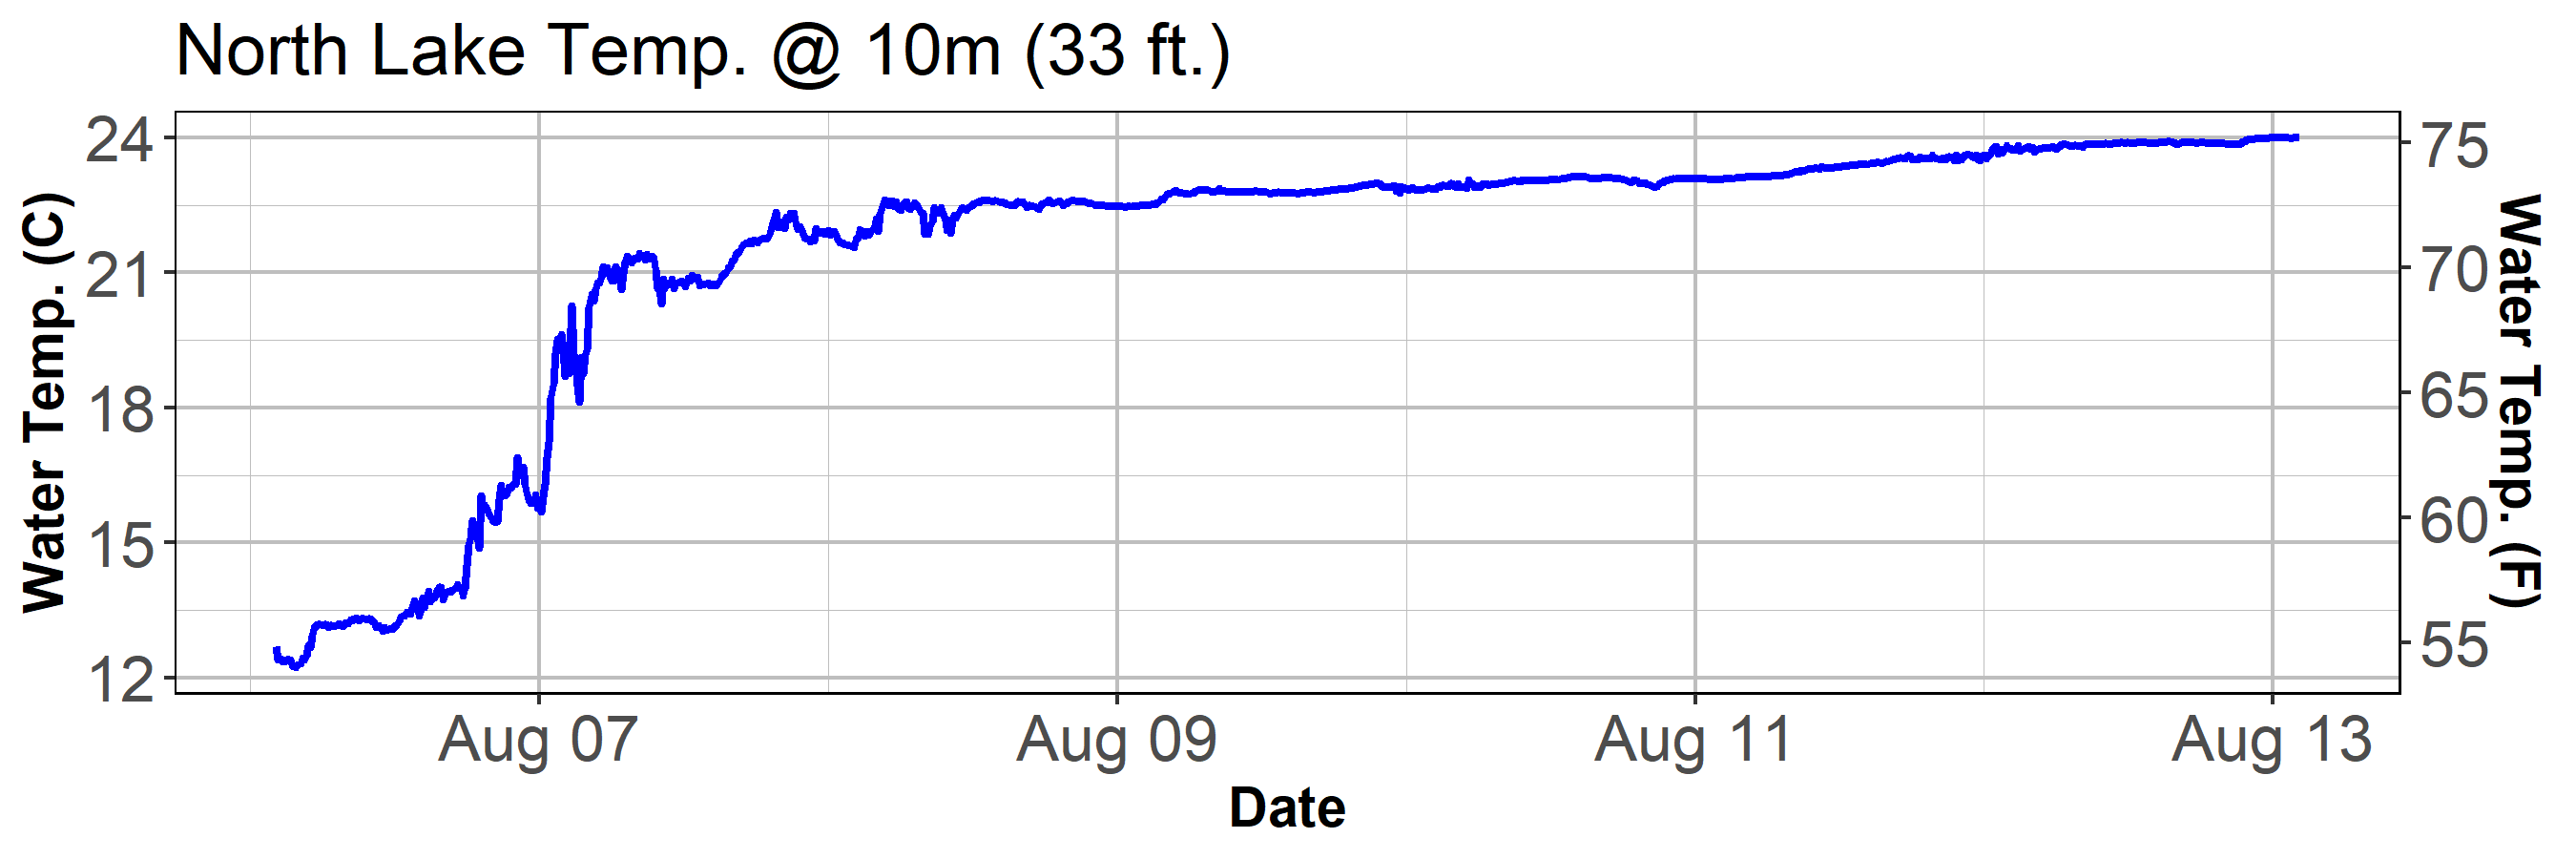 North Lake Temp. @ 10m (33 ft.)
Water Temp. (C)
24
21
18
15
12
75
70
65
60
55
Water Temp. (F)
Aug 07 Aug 09 Aug 11 Aug 13
Date